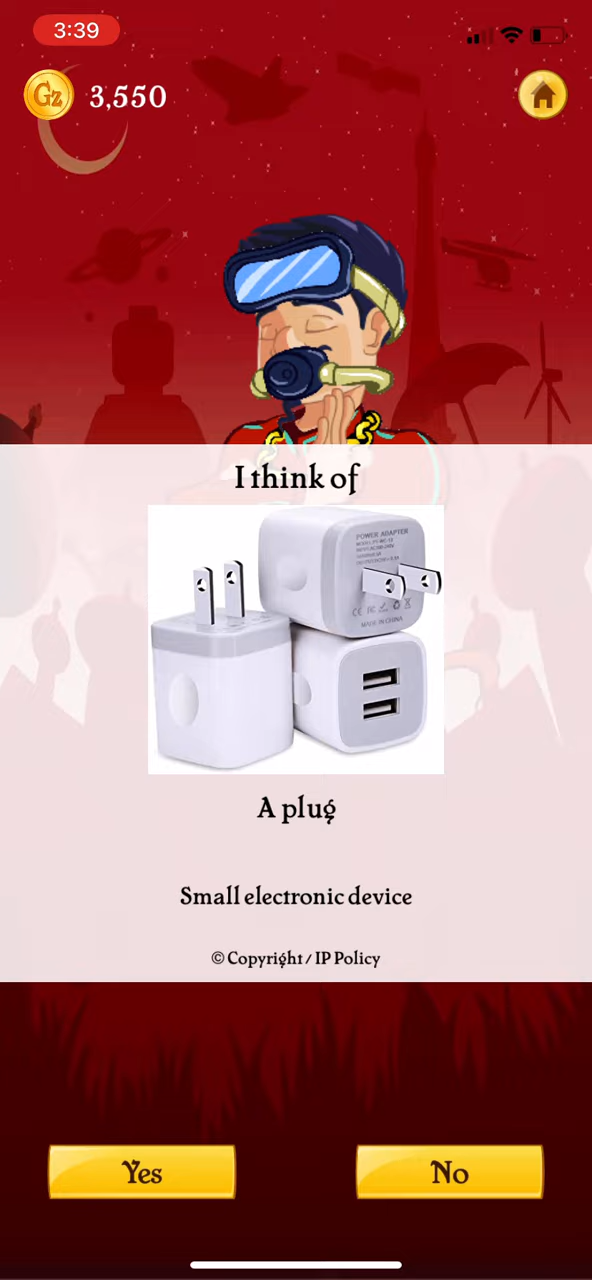 3:39
Gz 3,550
I think of
POWER ADAPTER
MADE IN CHINA
A plug
Small electronic device
© Copyright / IP Policy
Yes
No